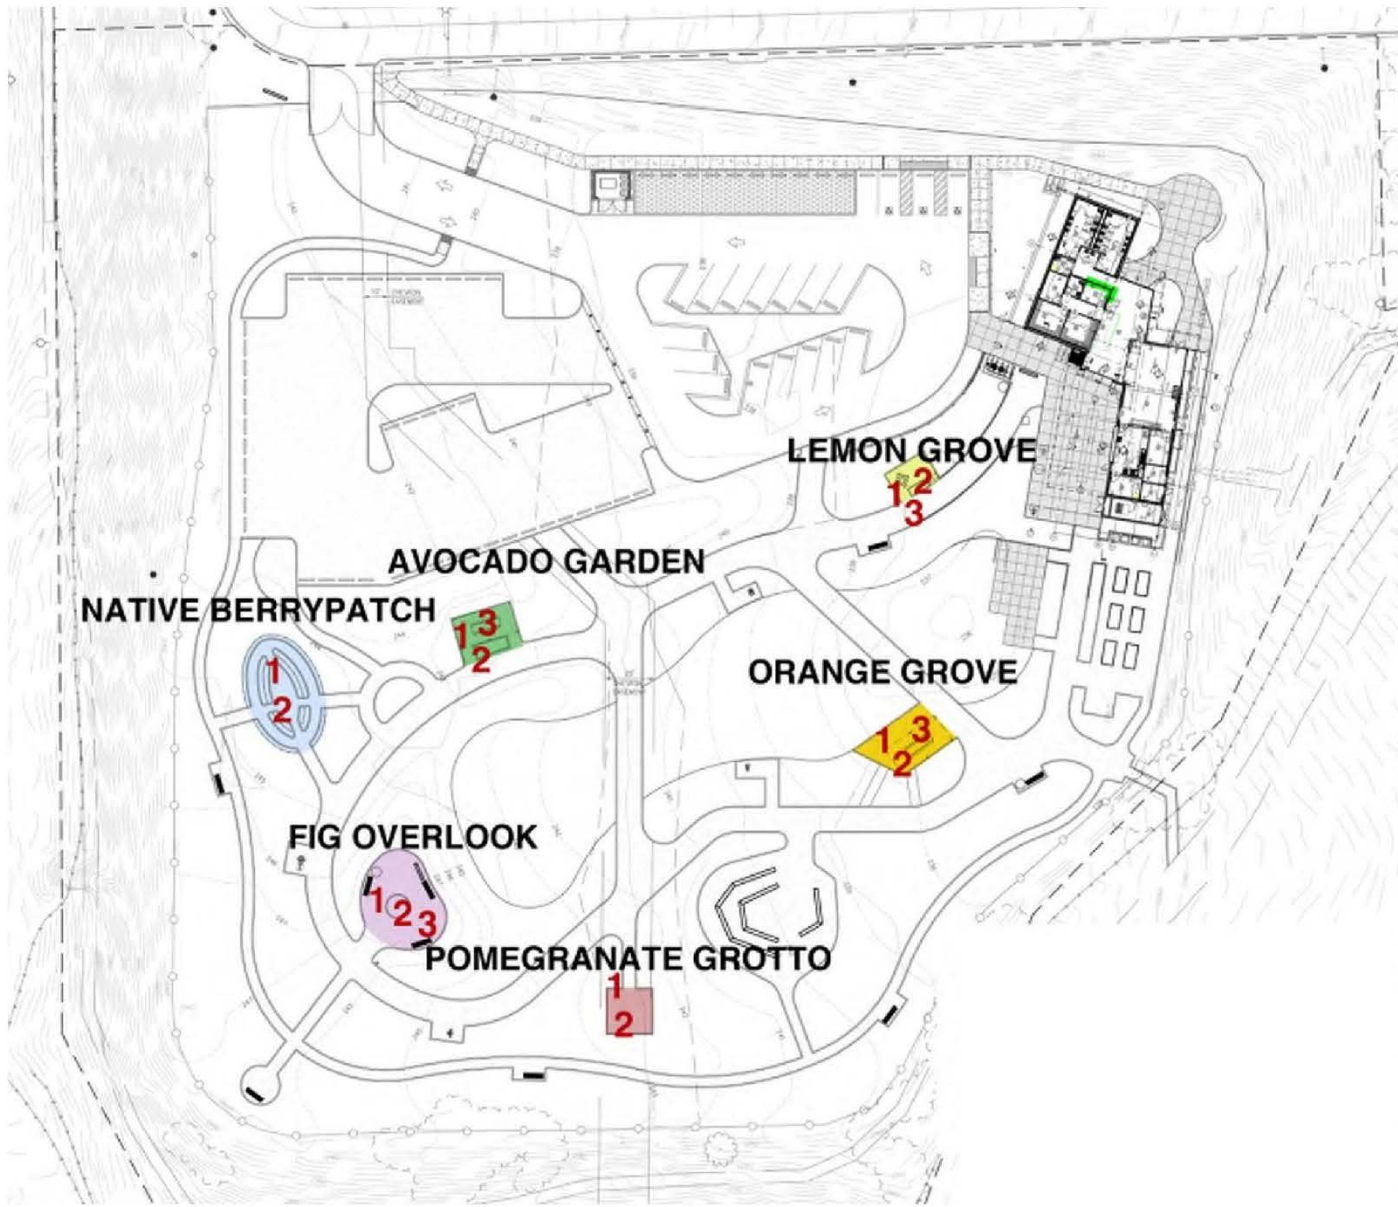 LEMON GROVE
1 2
3
AVOCADO GARDEN
1 3
2
NATIVE BERRYPATCH
1
2
ORANGE GROVE
1 3
2
FIG OVERLOOK
1 2 3
POMEGRANATE GROTTO
1
2